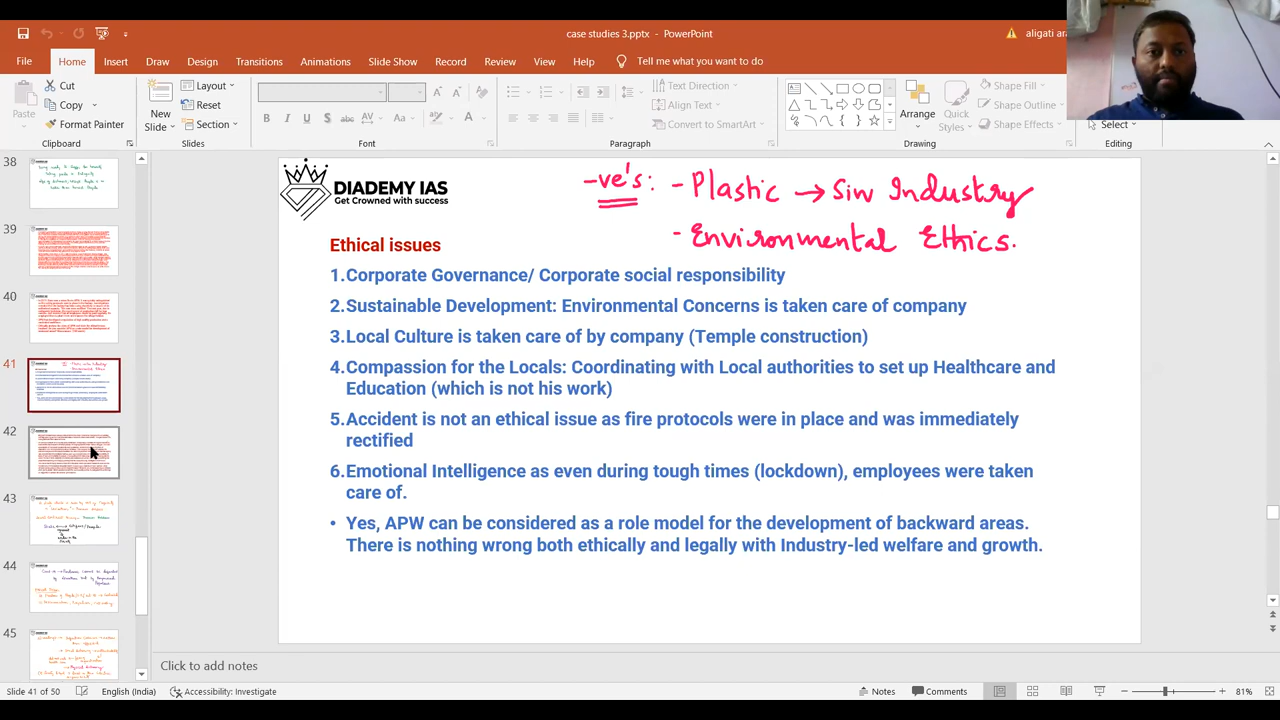 case studies 3.pptx - PowerPoint
aligati
File Home Insert Draw Design Transitions Animations Slide Show Record Review View Help Tell me what you want to do
Cut
Copy
Format Painter
Paste
Clipboard
New Slide
Layout
Reset
Section
Slides
Font
Text Direction
Align Text
Convert to SmartArt
Paragraph
Arrange
Quick Styles
Shape Fill
Shape Outline
Shape Effects
Drawing
Select
Editing
38
39
40
41
42
43
44
45
DIADEMY IAS
Get Crowned with success
-ve's: - Plastic → Sin Industry
- Environmental Ethics.
Ethical issues
1.Corporate Governance/ Corporate social responsibility
2.Sustainable Development: Environmental Concerns is taken care of company
3.Local Culture is taken care of by company (Temple construction)
4.Compassion for the Locals: Coordinating with Local authorities to set up Healthcare and
Education (which is not his work)
5.Accident is not an ethical issue as fire protocols were in place and was immediately
rectified
6.Emotional Intelligence as even during tough times (lockdown), employees were taken
care of.
• Yes, APW can be considered as a role model for the development of backward areas.
There is nothing wrong both ethically and legally with Industry-led welfare and growth.
Click to add notes
Slide 41 of 50 English (India) Accessibility: Investigate Notes Comments 81%